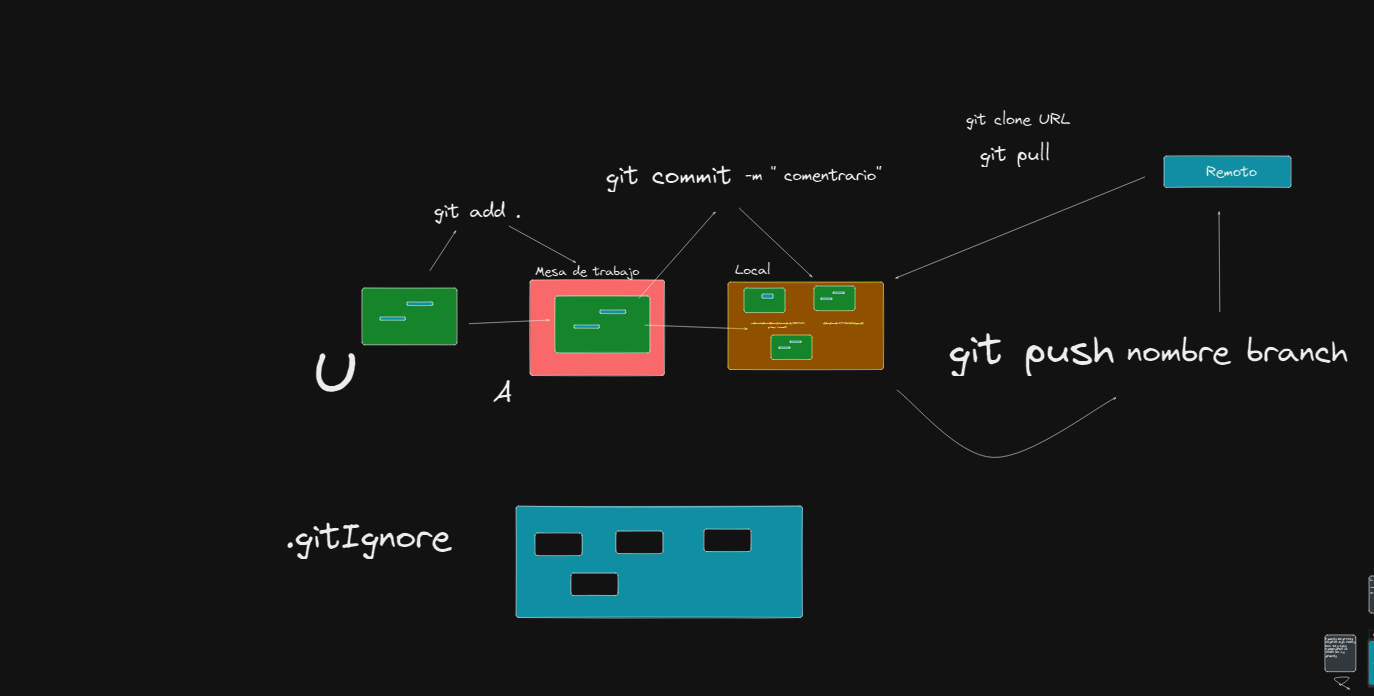 git clone URL
git pull
Remoto
git commit -m " comentrario"
git add .
Mesa de trabajo
Local
git push nombre branch
U
A
.gitIgnore